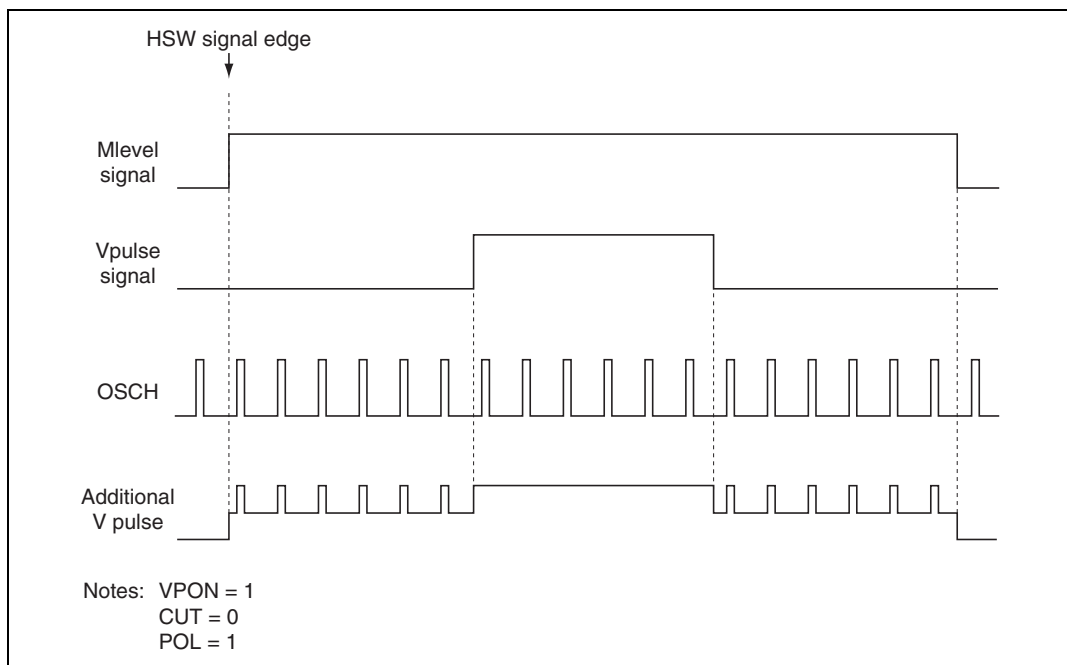 HSW signal edge
Mlevel
signal
Vpulse
signal
OSCH
Additional
V pulse
Notes: VPON = 1
CUT = 0
POL = 1